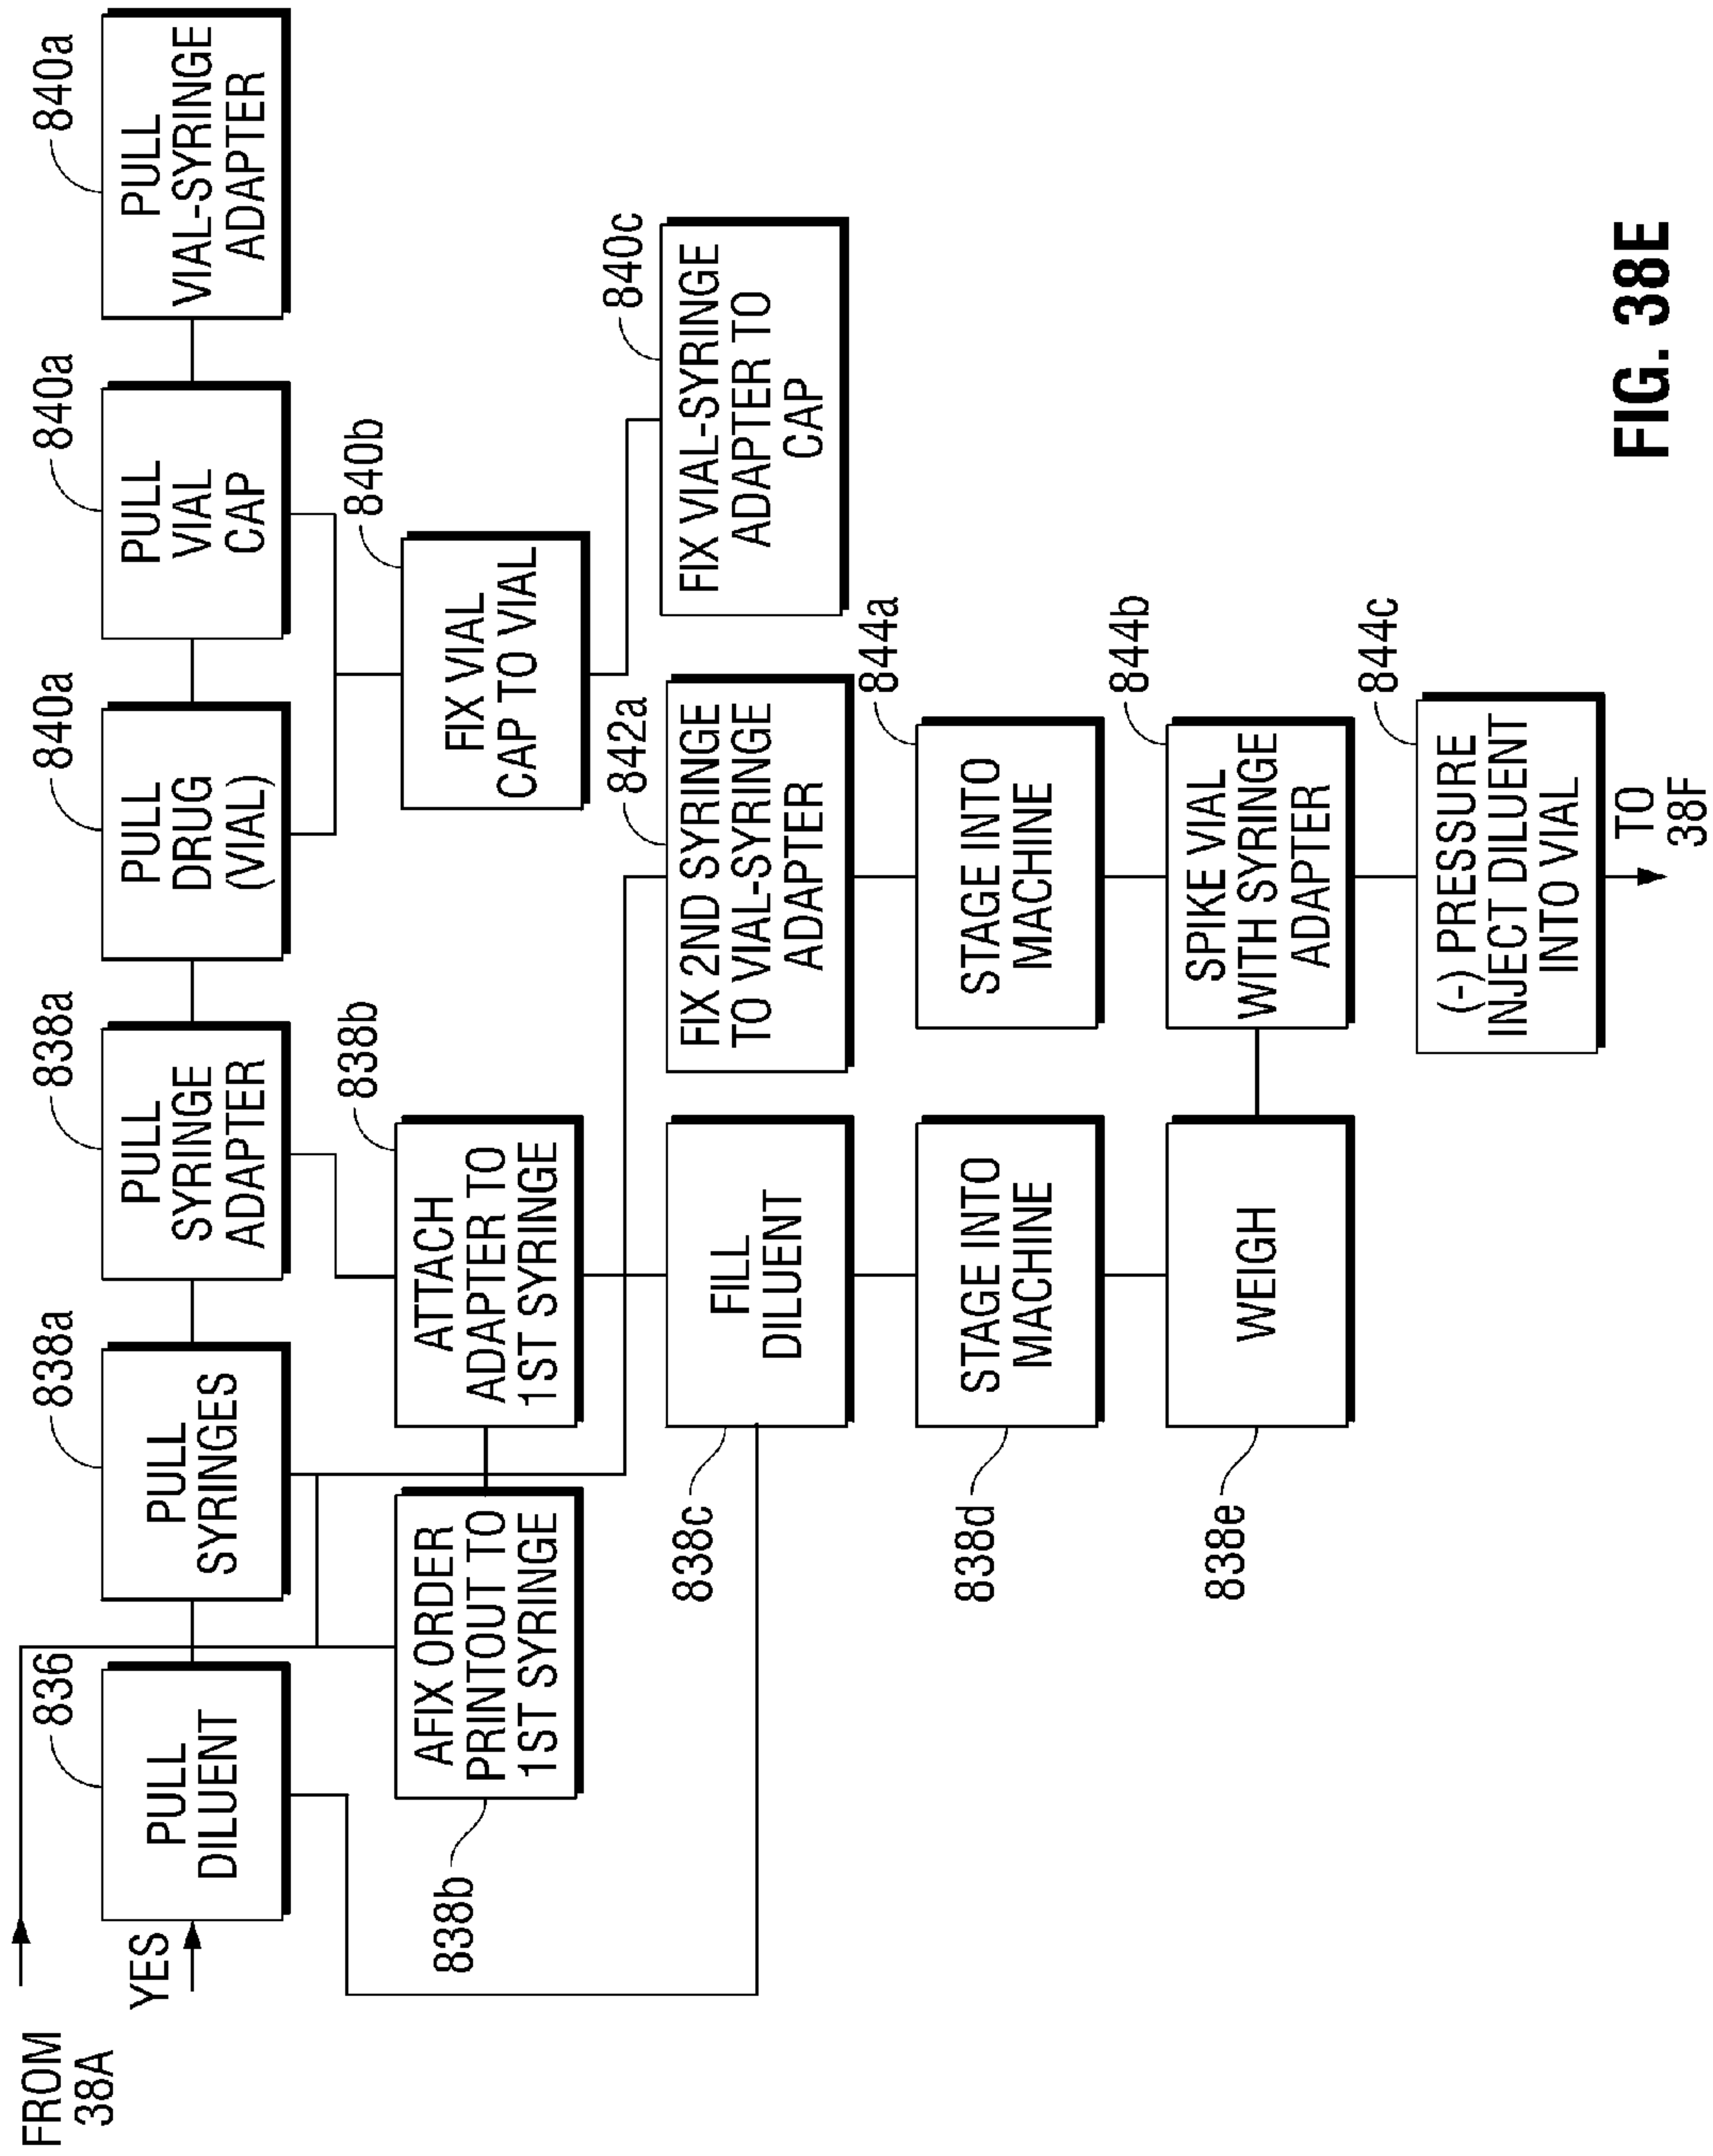 FROM
38A
YES
836
PULL
DILUENT
838a
PULL
SYRINGES
838a
PULL
SYRINGE
ADAPTER
840a
PULL
DRUG
(VIAL)
840a
PULL
VIAL
CAP
840a
PULL
VIAL-SYRINGE
ADAPTER
838b
AFIX ORDER
PRINTOUT TO
1ST SYRINGE
838b
ATTACH
ADAPTER TO
1ST SYRINGE
840b
FIX VIAL
CAP TO VIAL
838c
FILL
DILUENT
842a
FIX 2ND SYRINGE
TO VIAL-SYRINGE
ADAPTER
840c
FIX VIAL-SYRINGE
ADAPTER TO
CAP
838d
STAGE INTO
MACHINE
844a
STAGE INTO
MACHINE
838e
WEIGH
844b
SPIKE VIAL
WITH SYRINGE
ADAPTER
844c
(-) PRESSURE
INJECT DILUENT
INTO VIAL
TO
38F
FIG. 38E